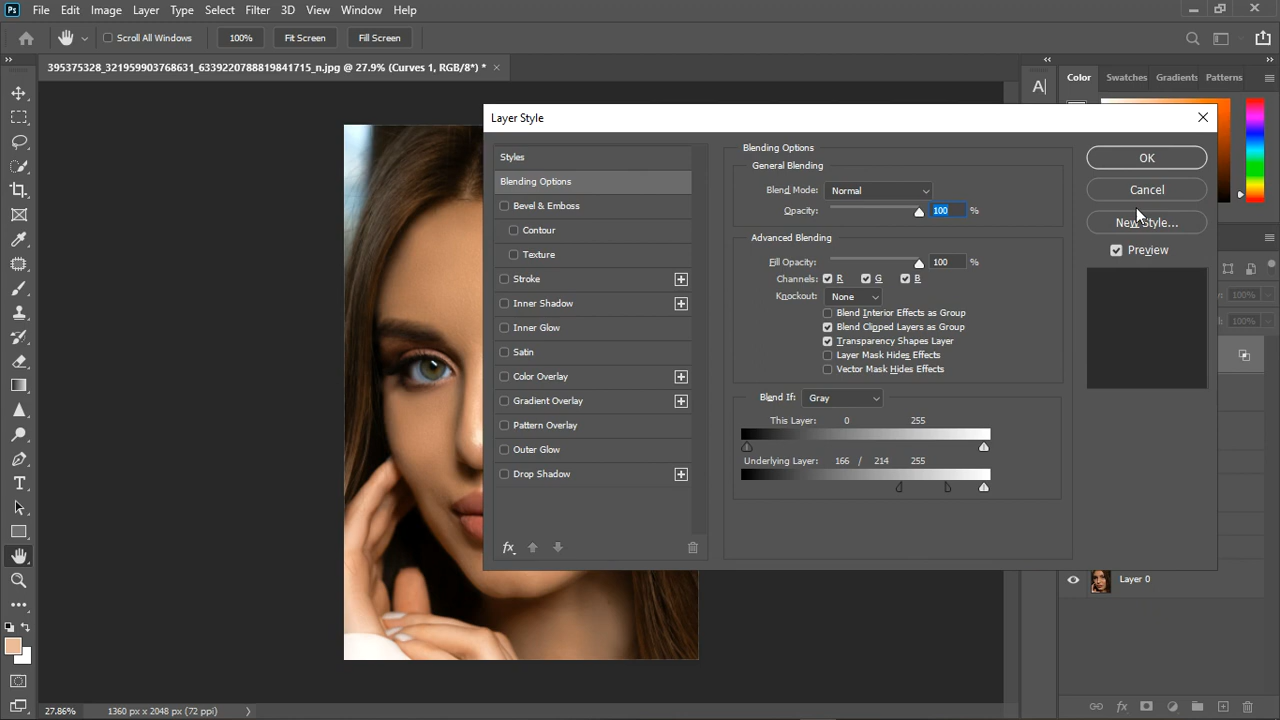 Ps File Edit Image Layer Type Select Filter 3D View Window Help
Scroll All Windows 100% Fit Screen Fill Screen
395375328_321959903768631_6339220788819841715_n.jpg @ 27.9% (Curves 1, RGB/8*) *
Color Swatches Gradients Patterns
Layer Style
Styles
Blending Options
Bevel & Emboss
Contour
Texture
Stroke
Inner Shadow
Inner Glow
Satin
Color Overlay
Gradient Overlay
Pattern Overlay
Outer Glow
Drop Shadow
fx
Blending Options
General Blending
Blend Mode: Normal
Opacity: 100 %
Advanced Blending
Fill Opacity: 100 %
Channels: R G B
Knockout: None
Blend Interior Effects as Group
Blend Clipped Layers as Group
Transparency Shapes Layer
Layer Mask Hides Effects
Vector Mask Hides Effects
Blend If: Gray
This Layer: 0 255
Underlying Layer: 166 / 214 255
OK
Cancel
New Style...
Preview
100%
100%
Layer 0
fx
27.86% 1360 px x 2048 px (72 ppi)